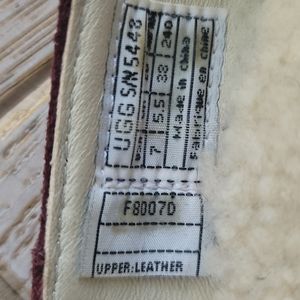 UGG S/N 5448
7 5.5 38 240
Made in China
Fabriqué en Chine
F8007D
UPPER: LEATHER